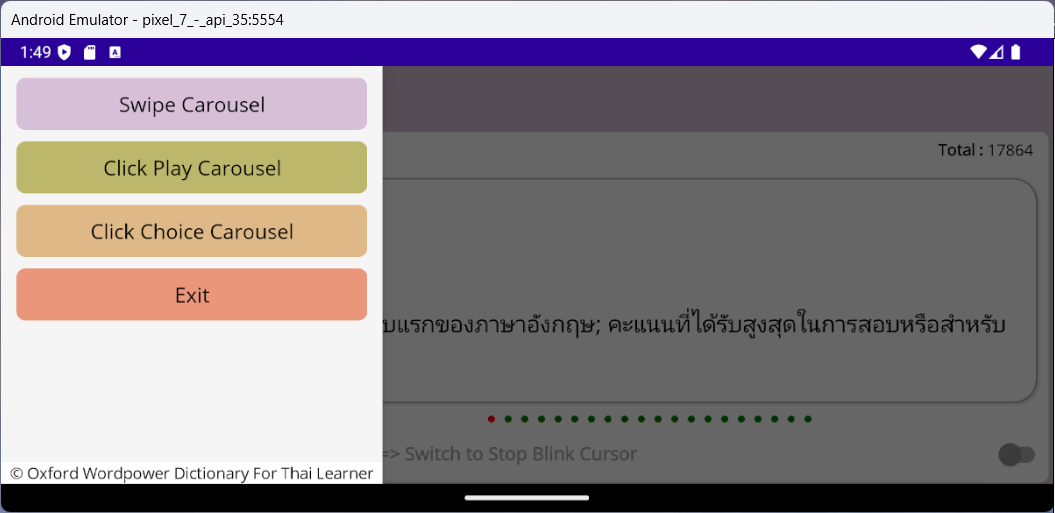 Android Emulator - pixel_7_-_api_35:5554
1:49
A
Swipe Carousel
Click Play Carousel
Click Choice Carousel
Exit
Total : 17864
บแรกของภาษาอังกฤษ; คะแนนที่ได้รับสูงสุดในการสอบหรือสำหรับ
=> Switch to Stop Blink Cursor
© Oxford Wordpower Dictionary For Thai Learner